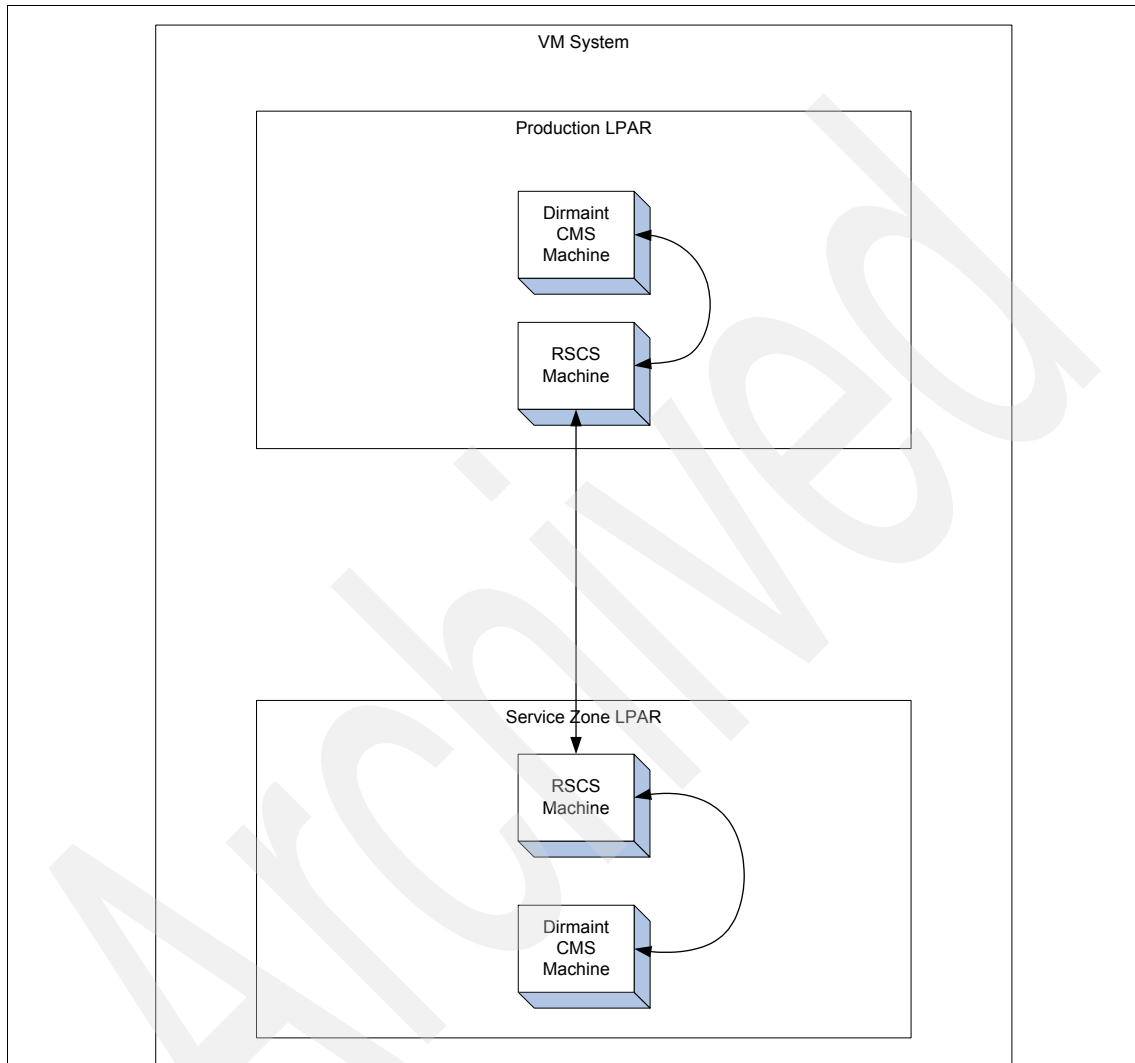 VM System
Production LPAR
Dirmaint
CMS
Machine
RSCS
Machine
Service Zone LPAR
RSCS
Machine
Dirmaint
CMS
Machine
Archived